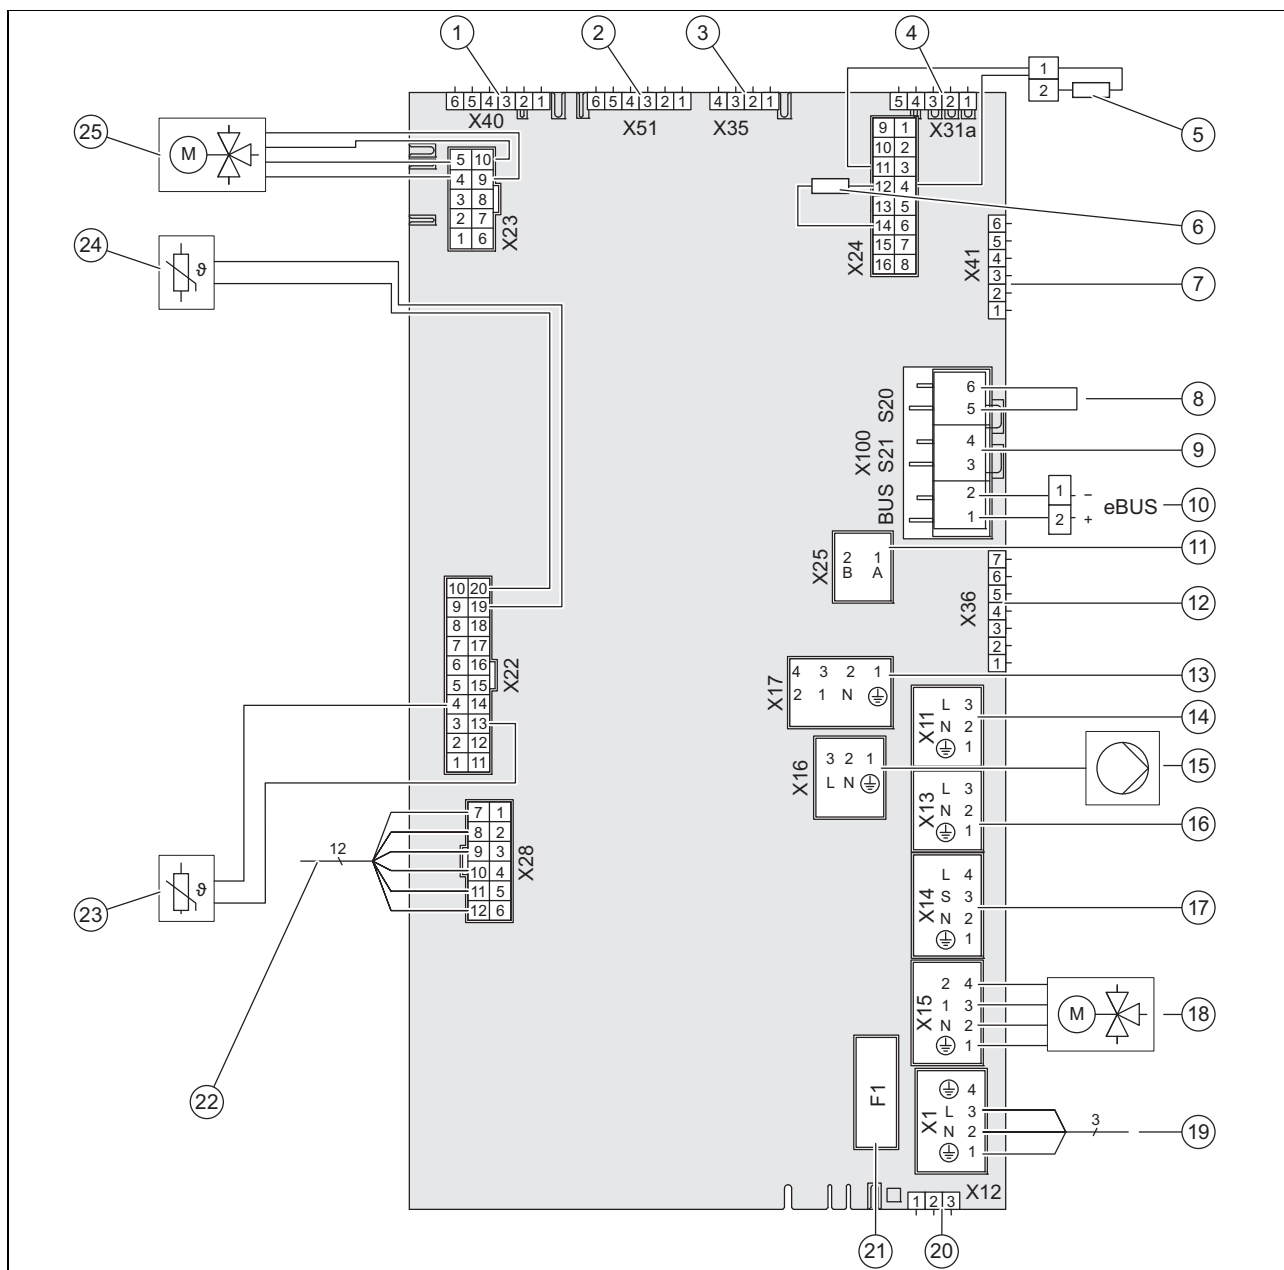 1
2
3
4
6 5 4 3 2 1
X40
6 5 4 3 2 1
X51
4 3 2 1
X35
5 4 3 2 1
X31a
1
2
5
25
M
5 10
4 9
3 8
2 7
1 6
X23
9 1
10 2
11 3
12 4
13 5
14 6
15 7
16 8
X24
6
24
ϑ
6
5
4
3
2
1
X41
7
X100
S20
6
5
8
S21
4
3
9
BUS
2
1
1 -
2 +
eBUS
10
X25
2 1
B A
11
7
6
5
4
3
2
1
X36
12
10 20
9 19
8 18
7 17
6 16
5 15
4 14
3 13
2 12
1 11
X22
X17
4 3 2 1
2 1 N
13
X11
L 3
N 2
1
14
X16
3 2 1
L N
15
X13
L 3
N 2
1
16
7 1
8 2
9 3
10 4
11 5
12 6
X28
12
22
23
ϑ
X14
L 4
S 3
N 2
1
17
X15
2 4
1 3
N 2
1
M
18
F1
21
X1
4
L 3
N 2
1
3
19
1 2 3
X12
20